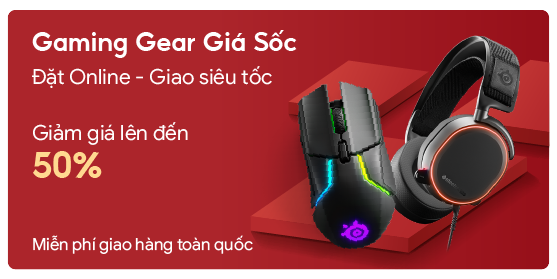 Gaming Gear Giá Sốc
Đặt Online - Giao siêu tốc
Giảm giá lên đến
50%
Miễn phí giao hàng toàn quốc